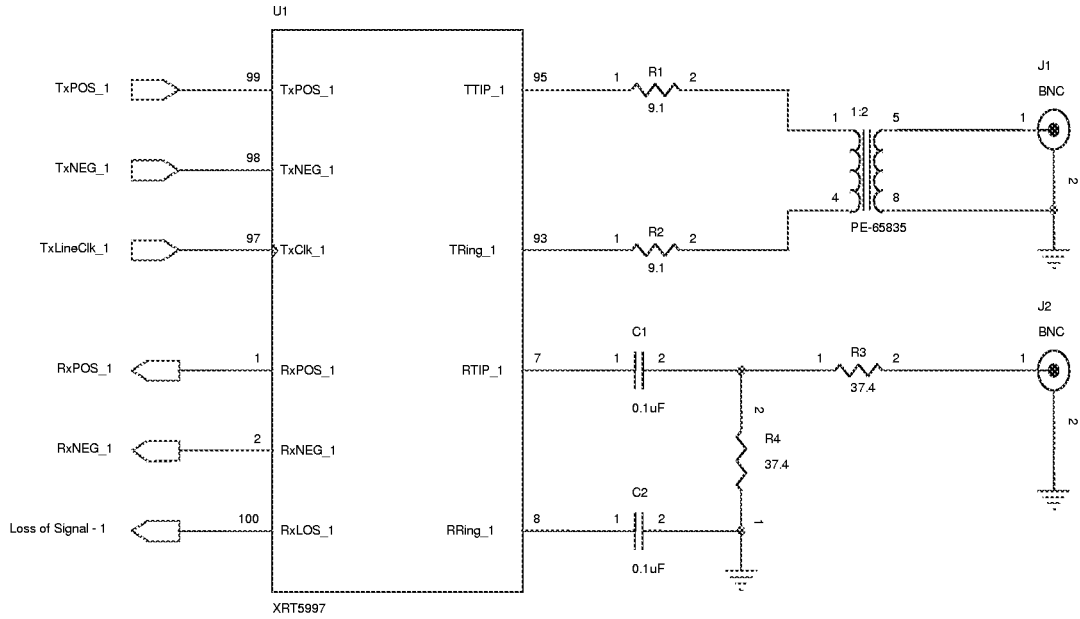 U1
J1
BNC
TxPOS_1 99 TxPOS_1 TTIP_1 95 1 R1 2
9.1
1:2
1 5 1
2
TxNEG_1 98 TxNEG_1
4 8
PE-65835
TxLineClk_1 97 TxClk_1 TRing_1 93 1 R2 2
9.1
J2
BNC
C1
RxPOS_1 1 RxPOS_1 RTIP_1 7 1 2 1 R3 2 1
0.1uF
37.4
2
2
RxNEG_1 2 RxNEG_1
R4
37.4
C2
Loss of Signal - 1 100 RxLOS_1 RRing_1 8 1 2 1
0.1uF
XRT5997